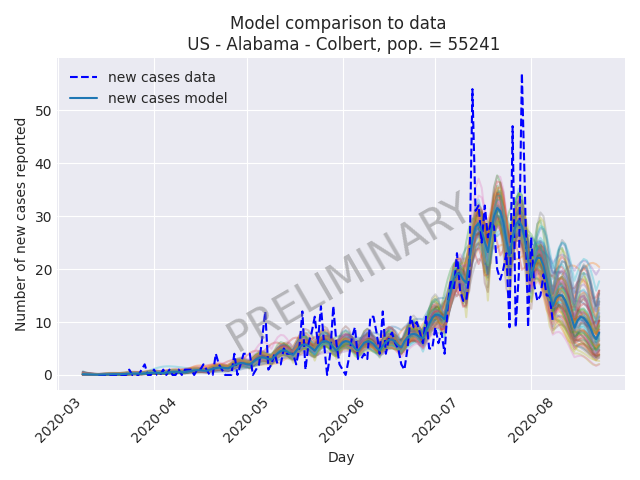 Model comparison to data
US - Alabama - Colbert, pop. = 55241
new cases data
new cases model
PRELIMINARY
Number of new cases reported
50
40
30
20
10
0
2020-03
2020-04
2020-05
2020-06
2020-07
2020-08
Day